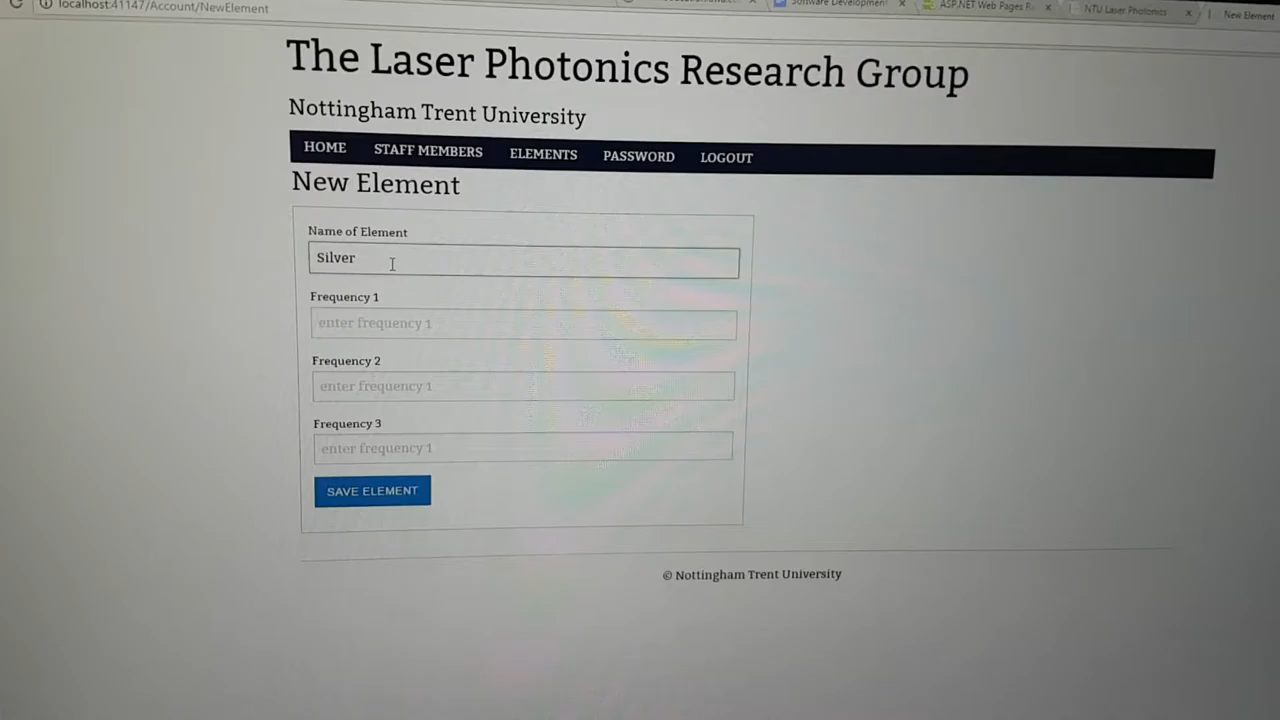 localhost:41147/Account/NewElement
Software Development
ASP.NET Web Pages
NTU Laser Photonics
New Element
The Laser Photonics Research Group
Nottingham Trent University
HOME STAFF MEMBERS ELEMENTS PASSWORD LOGOUT
New Element
Name of Element
Silver
Frequency 1
enter frequency 1
Frequency 2
enter frequency 1
Frequency 3
enter frequency 1
SAVE ELEMENT
© Nottingham Trent University